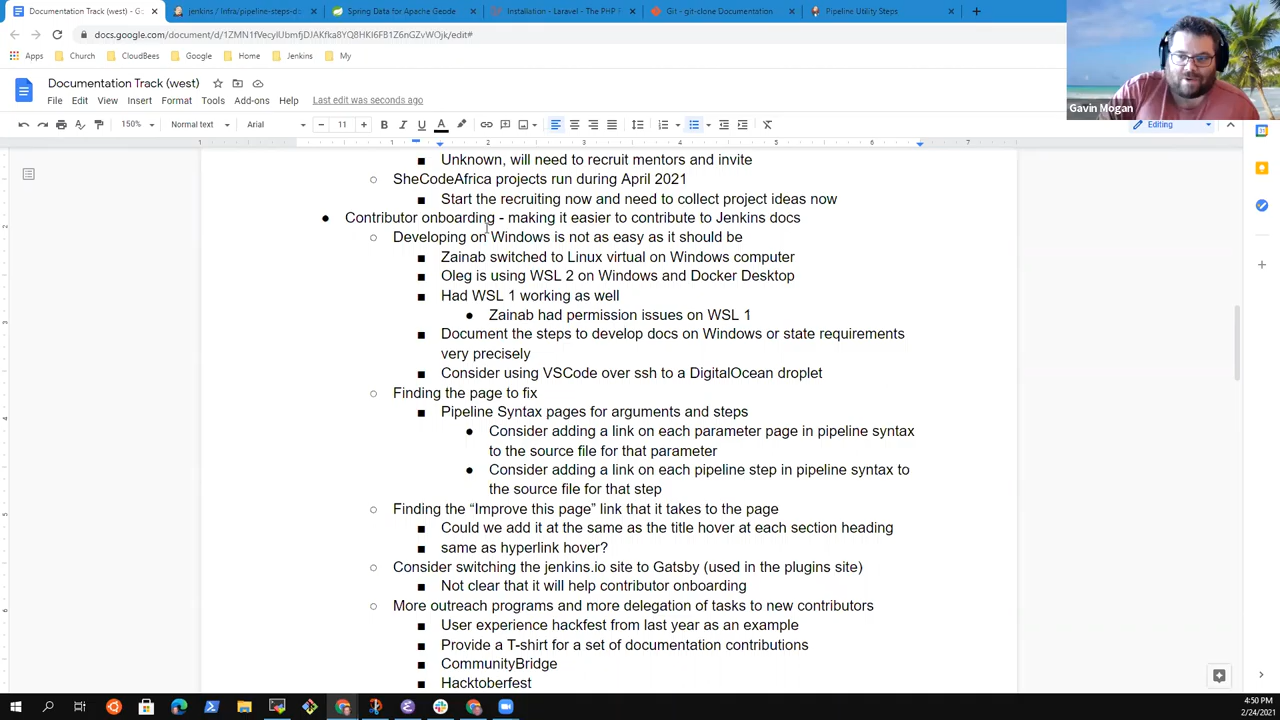 Documentation Track (west) - G
jenkins / Infra/pipeline-steps-d
Spring Data for Apache Geode
Installation - Laravel - The PHP F
Git - git-clone Documentation
Pipeline Utility Steps
docs.google.com/document/d/1ZMN1fVecyIUbmfjDJAKfka8YQ8HKI6FB1Z6nGZvWOjk/edit#
Apps
Church
CloudBees
Google
Home
Jenkins
My
Gavin Mogan
Documentation Track (west)
File Edit View Insert Format Tools Add-ons Help Last edit was seconds ago
150% Normal text Arial 11 Editing
Unknown, will need to recruit mentors and invite
SheCodeAfrica projects run during April 2021
Start the recruiting now and need to collect project ideas now
Contributor onboarding - making it easier to contribute to Jenkins docs
Developing on Windows is not as easy as it should be
Zainab switched to Linux virtual on Windows computer
Oleg is using WSL 2 on Windows and Docker Desktop
Had WSL 1 working as well
Zainab had permission issues on WSL 1
Document the steps to develop docs on Windows or state requirements
very precisely
Consider using VSCode over ssh to a DigitalOcean droplet
Finding the page to fix
Pipeline Syntax pages for arguments and steps
Consider adding a link on each parameter page in pipeline syntax
to the source file for that parameter
Consider adding a link on each pipeline step in pipeline syntax to
the source file for that step
Finding the “Improve this page” link that it takes to the page
Could we add it at the same as the title hover at each section heading
same as hyperlink hover?
Consider switching the jenkins.io site to Gatsby (used in the plugins site)
Not clear that it will help contributor onboarding
More outreach programs and more delegation of tasks to new contributors
User experience hackfest from last year as an example
Provide a T-shirt for a set of documentation contributions
CommunityBridge
Hacktoberfest
4:50 PM
2/24/2021